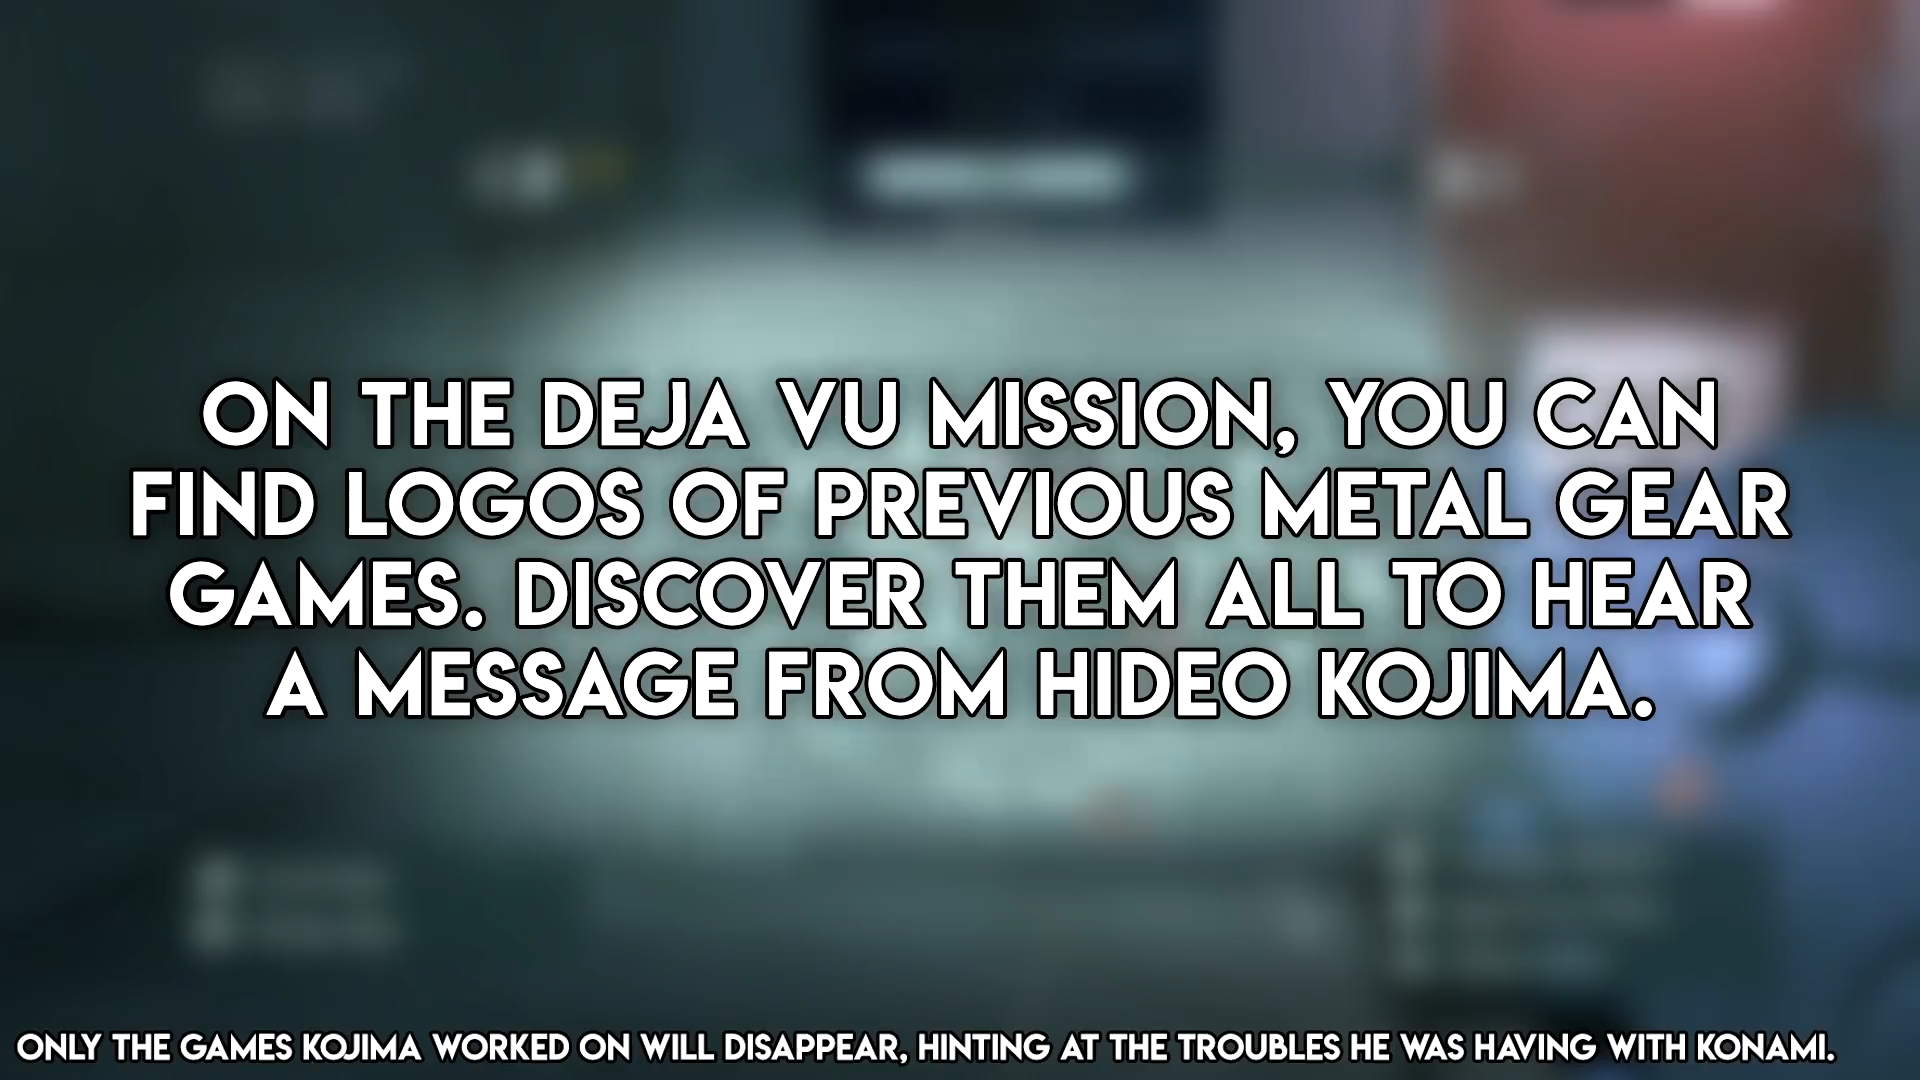 ON THE DEJA VU MISSION, YOU CAN
FIND LOGOS OF PREVIOUS METAL GEAR
GAMES. DISCOVER THEM ALL TO HEAR
A MESSAGE FROM HIDEO KOJIMA.
ONLY THE GAMES KOJIMA WORKED ON WILL DISAPPEAR, HINTING AT THE TROUBLES HE WAS HAVING WITH KONAMI.